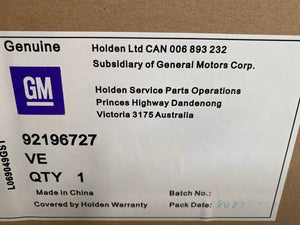 Genuine
Holden Ltd CAN 006 893 232
Subsidiary of General Motors Corp.
GM
Holden Service Parts Operations
Princes Highway Dandenong
Victoria 3175 Australia
92196727
VE
QTY 1
L069049GST
Made in China
Batch No.:
Covered by Holden Warranty
Pack Date: